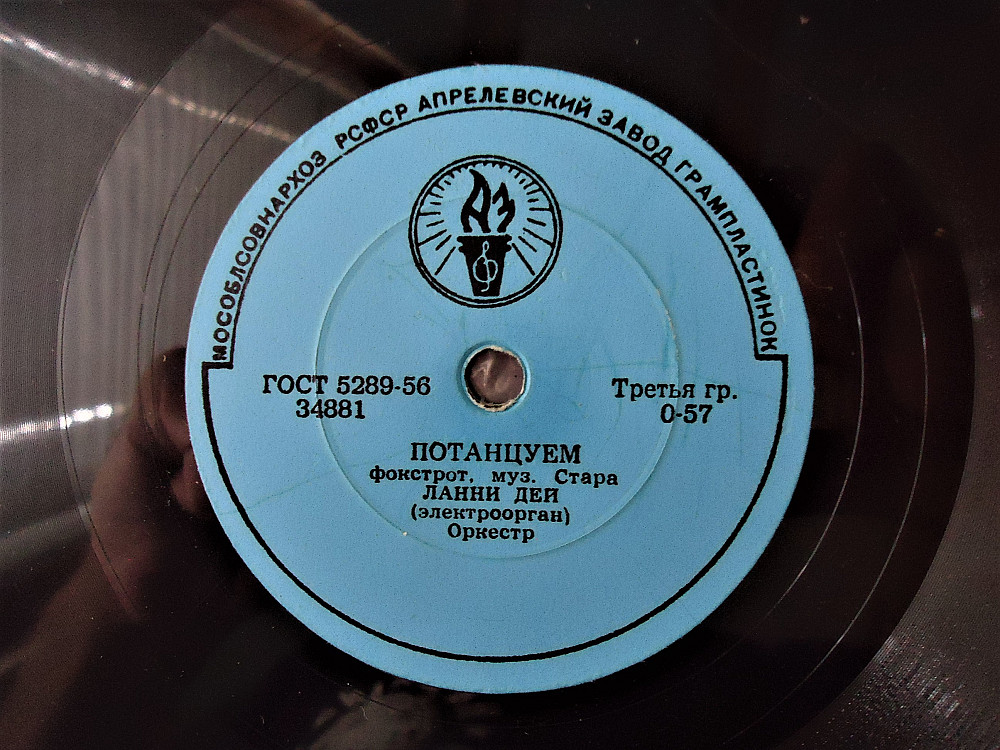 МОСОБЛСОВНАРХОЗ РСФСР АПРЕЛЕВСКИЙ ЗАВОД ГРАМПЛАСТИНОК
АЗ
ГОСТ 5289-56
34881
Третья гр.
0-57
ПОТАНЦУЕМ
фокстрот, муз. Стара
ЛАННИ ДЕЙ
(электроорган)
Оркестр